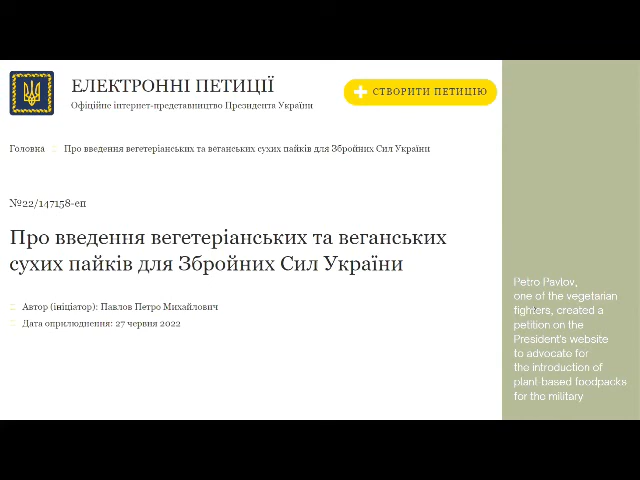 ЕЛЕКТРОННІ ПЕТИЦІЇ
Офіційне інтернет-представництво Президента України
СТВОРИТИ ПЕТИЦІЮ
Головна Про введення вегетеріанських та веганських сухих пайків для Збройних Сил України
№22/147158-еп
Про введення вегетеріанських та веганських
сухих пайків для Збройних Сил України
Автор (ініціатор): Павлов Петро Михайлович
Дата оприлюднення: 27 червня 2022
Petro Pavlov,
one of the vegetarian
fighters, created a
petition on the
President's website
to advocate for
the introduction of
plant-based foodpacks
for the military